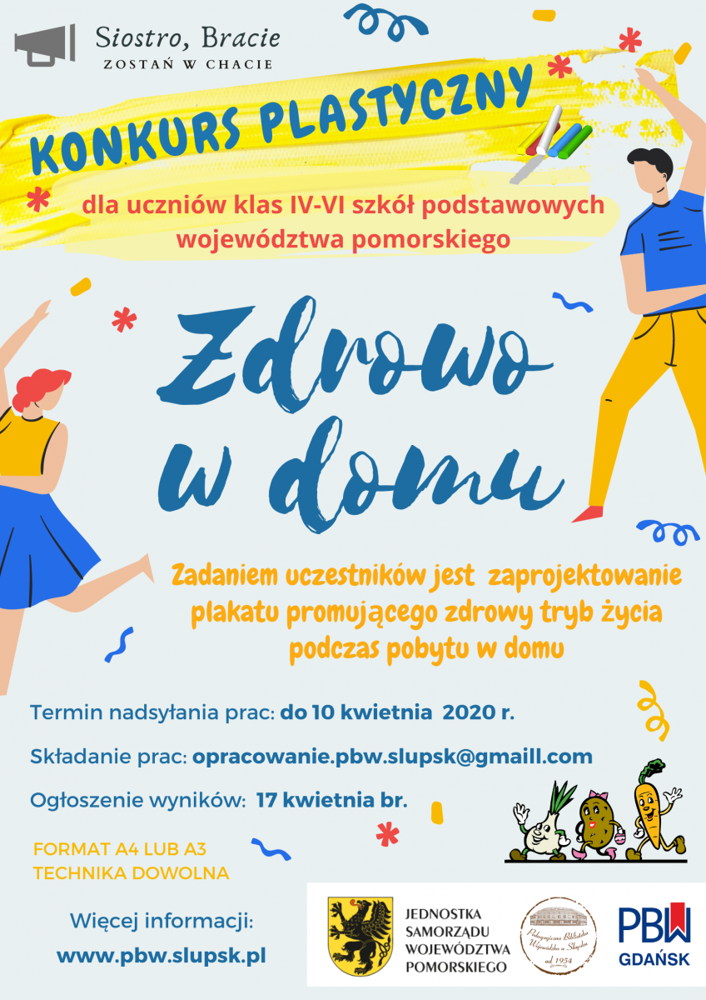 Siostro, Bracie
ZOSTAŃ W CHACIE
KONKURS PLASTYCZNY
dla uczniów klas IV-VI szkół podstawowych
województwa pomorskiego
Zdrowo
w domu
Zadaniem uczestników jest zaprojektowanie
plakatu promującego zdrowy tryb życia
podczas pobytu w domu
Termin nadsyłania prac: do 10 kwietnia 2020 r.
Składanie prac: opracowanie.pbw.slupsk@gmaill.com
Ogłoszenie wyników: 17 kwietnia br.
FORMAT A4 LUB A3
TECHNIKA DOWOLNA
Więcej informacji:
www.pbw.slupsk.pl
JEDNOSTKA
SAMORZĄDU
WOJEWÓDZTWA
POMORSKIEGO
Pedagogiczna Biblioteka
Wojewódzka w Słupsku
od 1954
PBW
GDAŃSK